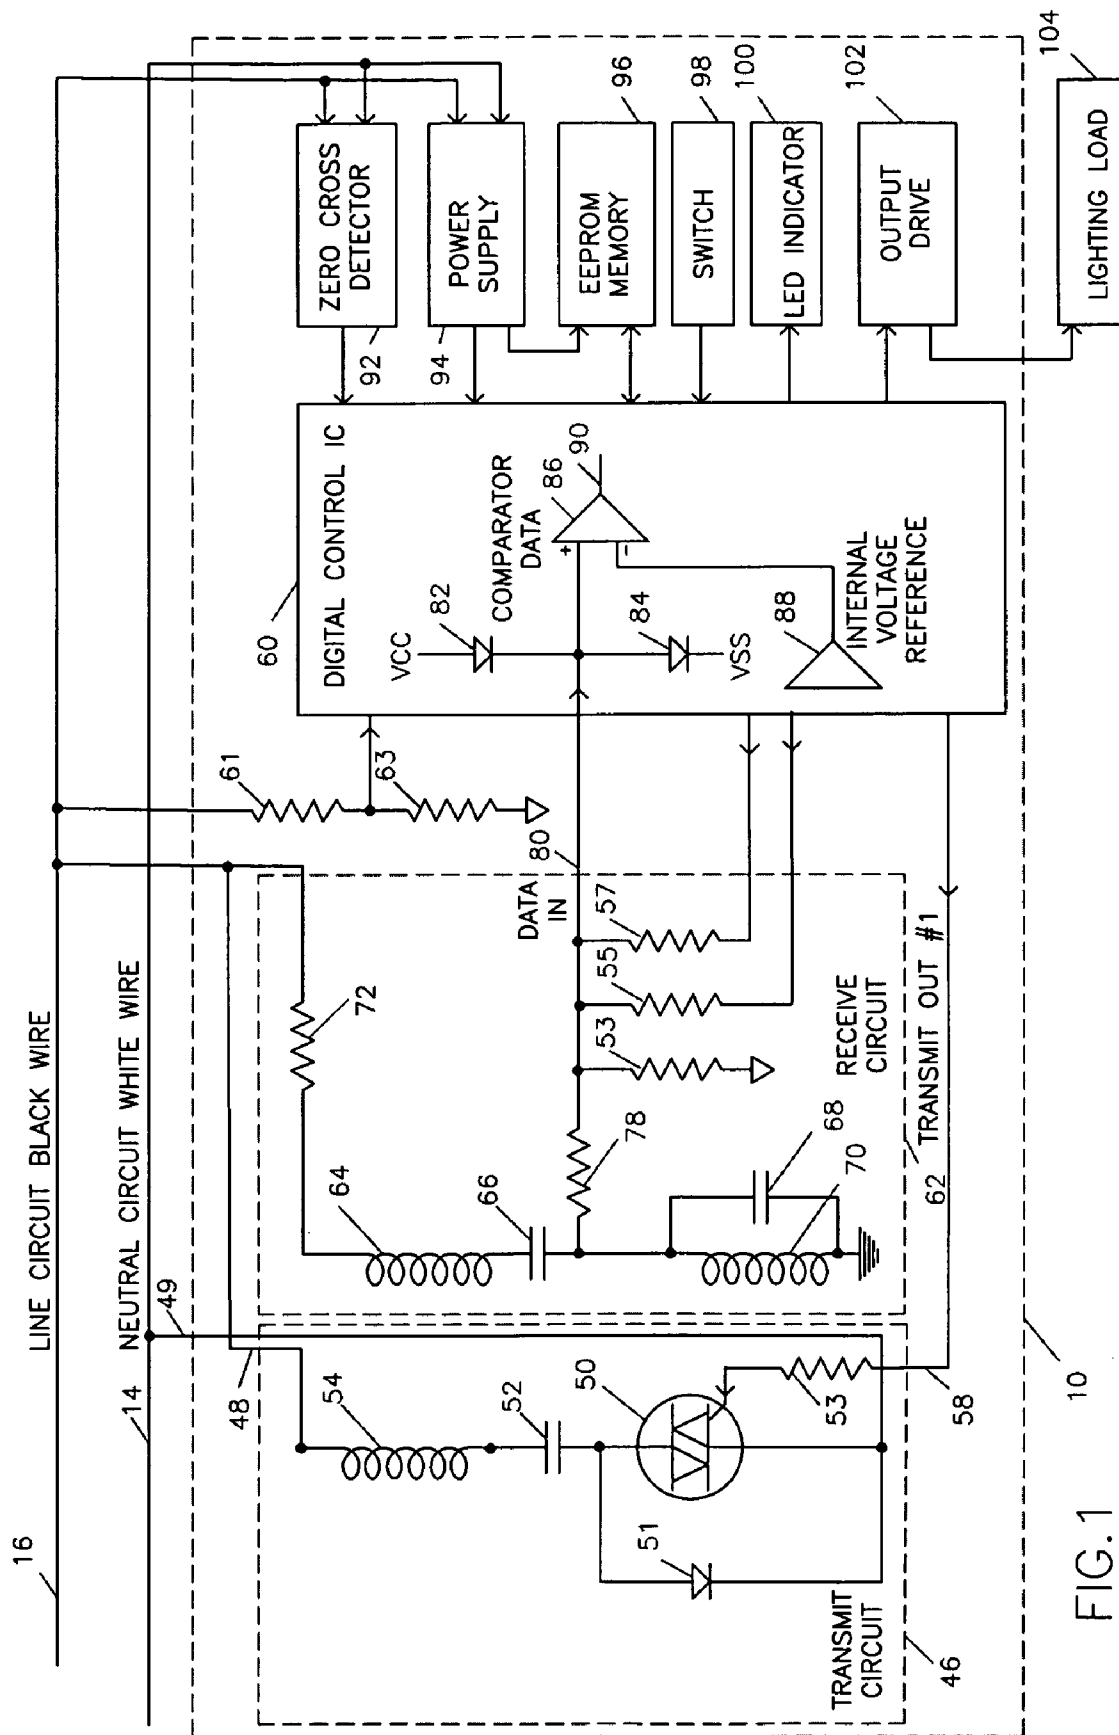 16
LINE CIRCUIT BLACK WIRE
14
NEUTRAL CIRCUIT WHITE WIRE
49
48
54
52
50
51
53
58
TRANSMIT
CIRCUIT
46
72
64
66
78
68
70
53
55
57
DATA
IN
80
RECEIVE
CIRCUIT
62
TRANSMIT OUT #1
61
63
60
DIGITAL CONTROL IC
VCC
82
COMPARATOR
DATA
86
90
+
-
84
VSS
88
INTERNAL
VOLTAGE
REFERENCE
ZERO CROSS
DETECTOR
92
POWER
SUPPLY
94
EEPROM
MEMORY
96
SWITCH
98
LED INDICATOR
100
OUTPUT
DRIVE
102
LIGHTING LOAD
104
10
FIG. 1